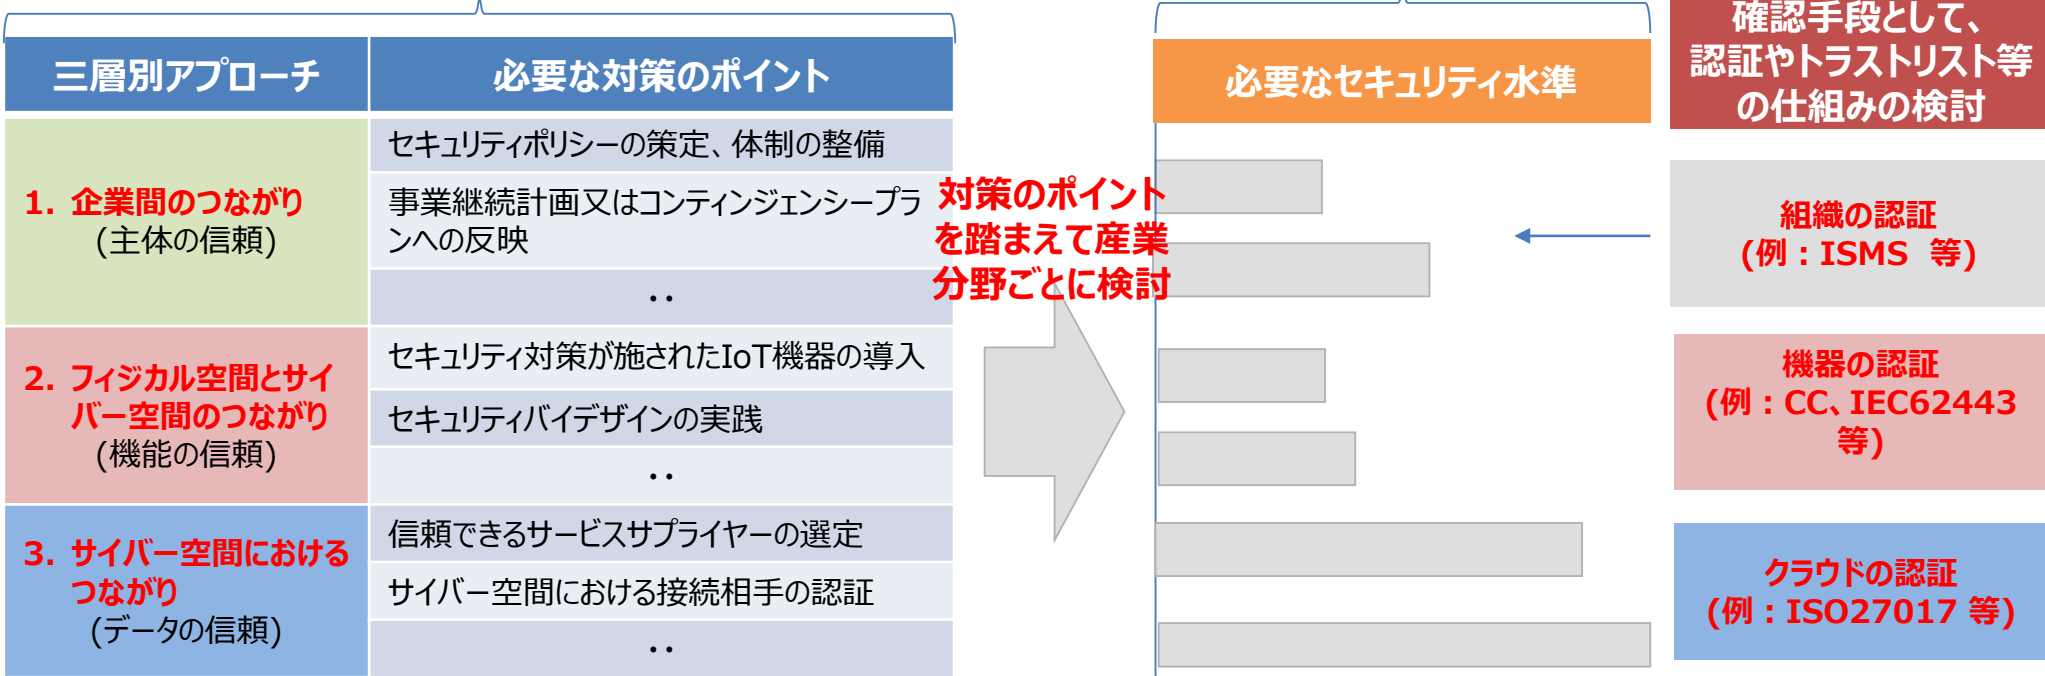 三層別アプローチ
必要な対策のポイント
1. 企業間のつながり
(主体の信頼)
セキュリティポリシーの策定、体制の整備
事業継続計画又はコンティンジェンシープラ
ンへの反映
・・
2. フィジカル空間とサイ
バー空間のつながり
(機能の信頼)
セキュリティ対策が施されたIoT機器の導入
セキュリティバイデザインの実践
・・
3. サイバー空間における
つながり
(データの信頼)
信頼できるサービスサプライヤーの選定
サイバー空間における接続相手の認証
・・
対策のポイント
を踏まえて産業
分野ごとに検討
必要なセキュリティ水準
確認手段として、
認証やトラストリスト等
の仕組みの検討
組織の認証
(例：ISMS 等)
機器の認証
(例：CC、IEC62443
等)
クラウドの認証
(例：ISO27017 等)